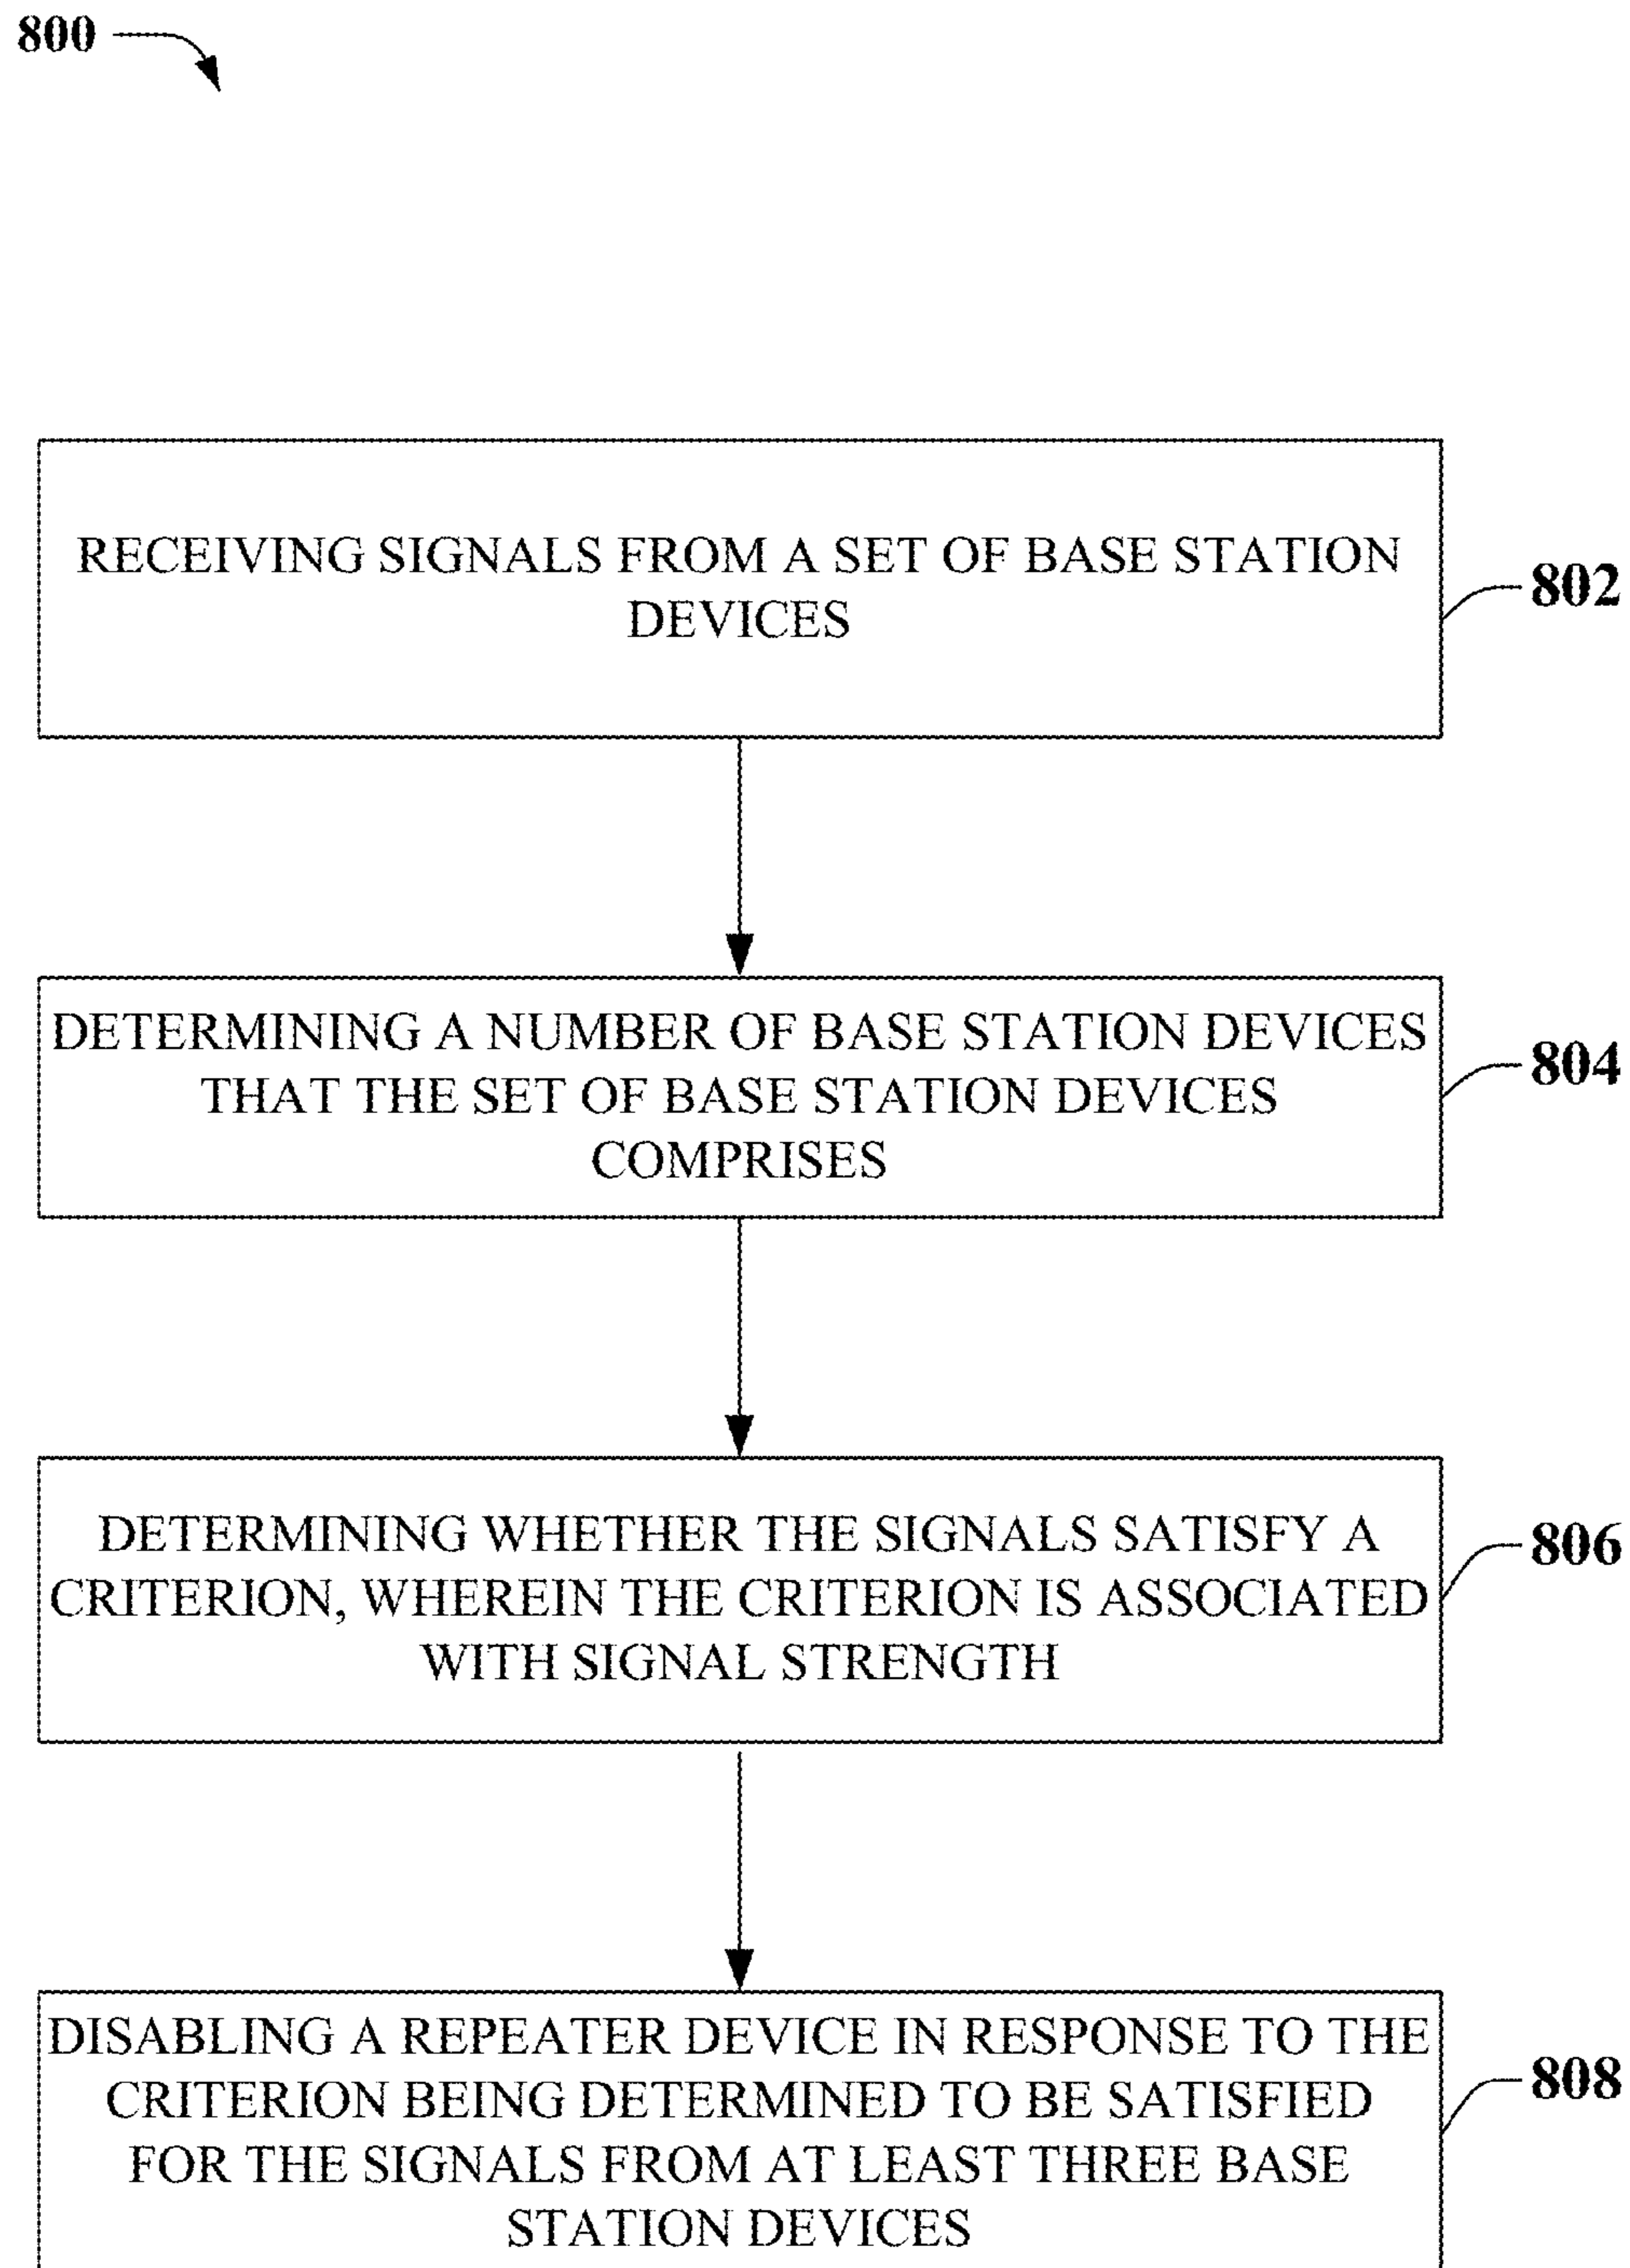 800
RECEIVING SIGNALS FROM A SET OF BASE STATION
DEVICES
802
DETERMINING A NUMBER OF BASE STATION DEVICES
THAT THE SET OF BASE STATION DEVICES
COMPRISES
804
DETERMINING WHETHER THE SIGNALS SATISFY A
CRITERION, WHEREIN THE CRITERION IS ASSOCIATED
WITH SIGNAL STRENGTH
806
DISABLING A REPEATER DEVICE IN RESPONSE TO THE
CRITERION BEING DETERMINED TO BE SATISFIED
FOR THE SIGNALS FROM AT LEAST THREE BASE
STATION DEVICES
808